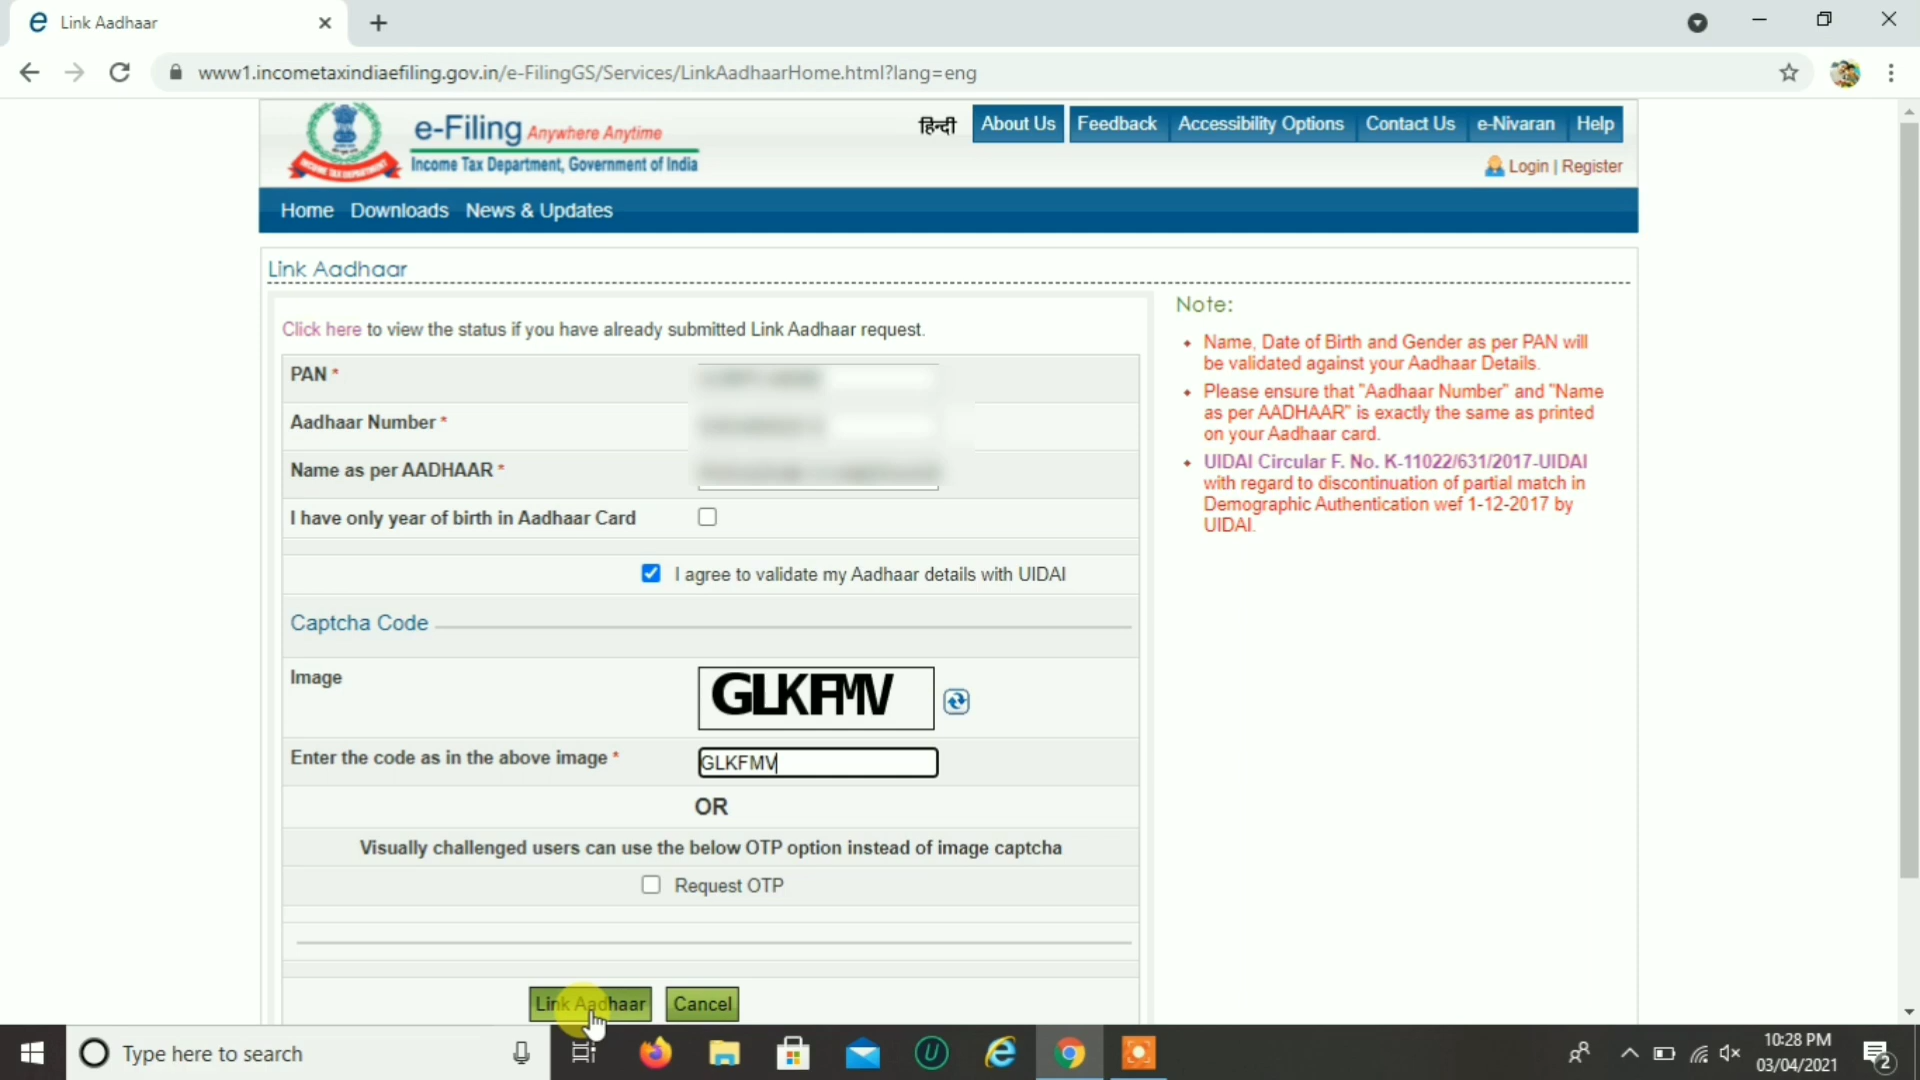 Link Aadhaar
www1.incometaxindiaefiling.gov.in/e-FilingGS/Services/LinkAadhaarHome.html?lang=eng
e-Filing Anywhere Anytime
Income Tax Department, Government of India
हिन्दी About Us Feedback Accessibility Options Contact Us e-Nivaran Help
Login | Register
Home Downloads News & Updates
Link Aadhaar
Click here to view the status if you have already submitted Link Aadhaar request.
PAN *
Aadhaar Number *
Name as per AADHAAR *
I have only year of birth in Aadhaar Card
I agree to validate my Aadhaar details with UIDAI
Captcha Code
Image
GLKFMV
Enter the code as in the above image *
GLKFMV
OR
Visually challenged users can use the below OTP option instead of image captcha
Request OTP
Link Aadhaar Cancel
Note:
Name, Date of Birth and Gender as per PAN will
be validated against your Aadhaar Details.
Please ensure that "Aadhaar Number" and "Name
as per AADHAAR" is exactly the same as printed
on your Aadhaar card.
UIDAI Circular F. No. K-11022/631/2017-UIDAI
with regard to discontinuation of partial match in
Demographic Authentication wef 1-12-2017 by
UIDAI.
Type here to search
10:28 PM
03/04/2021
2